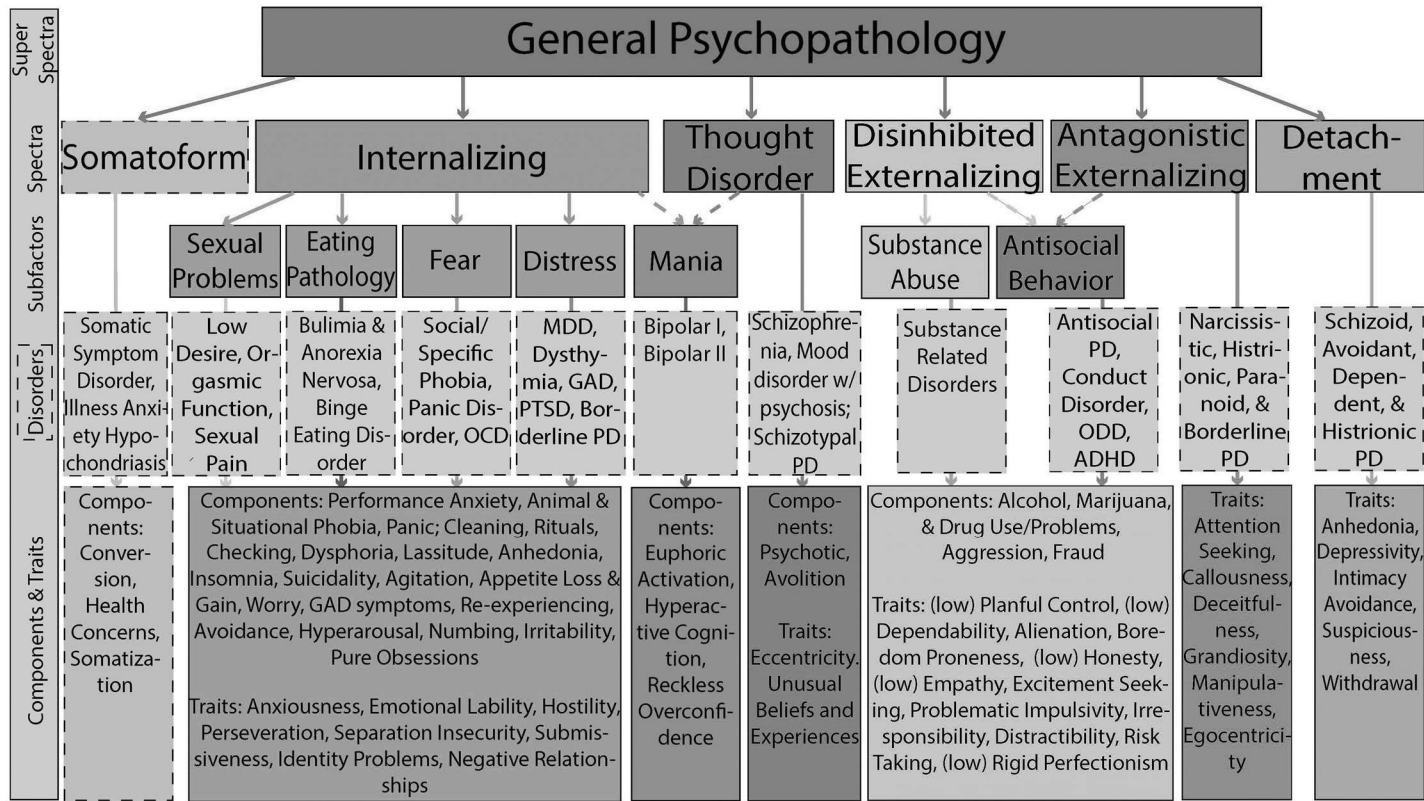 Super
Spectra
General Psychopathology
Spectra
Somatoform
Internalizing
Thought
Disorder
Disinhibited
Externalizing
Antagonistic
Externalizing
Detach-
ment
Subfactors
Sexual
Problems
Eating
Pathology
Fear
Distress
Mania
Substance
Abuse
Antisocial
Behavior
Disorders
Somatic
Symptom
Disorder,
Illness Anxi-
ety Hypo-
chondriasis
Low
Desire, Or-
gasmic
Function,
Sexual
Pain
Bulimia &
Anorexia
Nervosa,
Binge
Eating Dis-
order
Social/
Specific
Phobia,
Panic Dis-
order, OCD
MDD,
Dysthy-
mia, GAD,
PTSD, Bor-
derline PD
Bipolar I,
Bipolar II
Schizophre-
nia, Mood
disorder w/
psychosis;
Schizotypal
PD
Substance
Related
Disorders
Antisocial
PD,
Conduct
Disorder,
ODD,
ADHD
Narcissis-
tic, Histri-
onic, Para-
noid, &
Borderline
PD
Schizoid,
Avoidant,
Depen-
dent, &
Histrionic
PD
Components & Traits
Compo-
nents:
Conver-
sion,
Health
Concerns,
Somatiza-
tion
Components: Performance Anxiety, Animal &
Situational Phobia, Panic; Cleaning, Rituals,
Checking, Dysphoria, Lassitude, Anhedonia,
Insomnia, Suicidality, Agitation, Appetite Loss &
Gain, Worry, GAD symptoms, Re-experiencing,
Avoidance, Hyperarousal, Numbing, Irritability,
Pure Obsessions
Traits: Anxiousness, Emotional Lability, Hostility,
Perseveration, Separation Insecurity, Submis-
siveness, Identity Problems, Negative Relation-
ships
Compo-
nents:
Euphoric
Activation,
Hyperac-
tive Cogni-
tion,
Reckless
Overconfi-
dence
Compo-
nents:
Psychotic,
Avolition
Traits:
Eccentricity.
Unusual
Beliefs and
Experiences
Components: Alcohol, Marijuana,
& Drug Use/Problems,
Aggression, Fraud
Traits: (low) Planful Control, (low)
Dependability, Alienation, Bore-
dom Proneness, (low) Honesty,
(low) Empathy, Excitement Seek-
ing, Problematic Impulsivity, Irre-
sponsibility, Distractibility, Risk
Taking, (low) Rigid Perfectionism
Traits:
Attention
Seeking,
Callousness,
Deceitful-
ness,
Grandiosity,
Manipula-
tiveness,
Egocentrici-
ty
Traits:
Anhedonia,
Depressivity,
Intimacy
Avoidance,
Suspicious-
ness,
Withdrawal